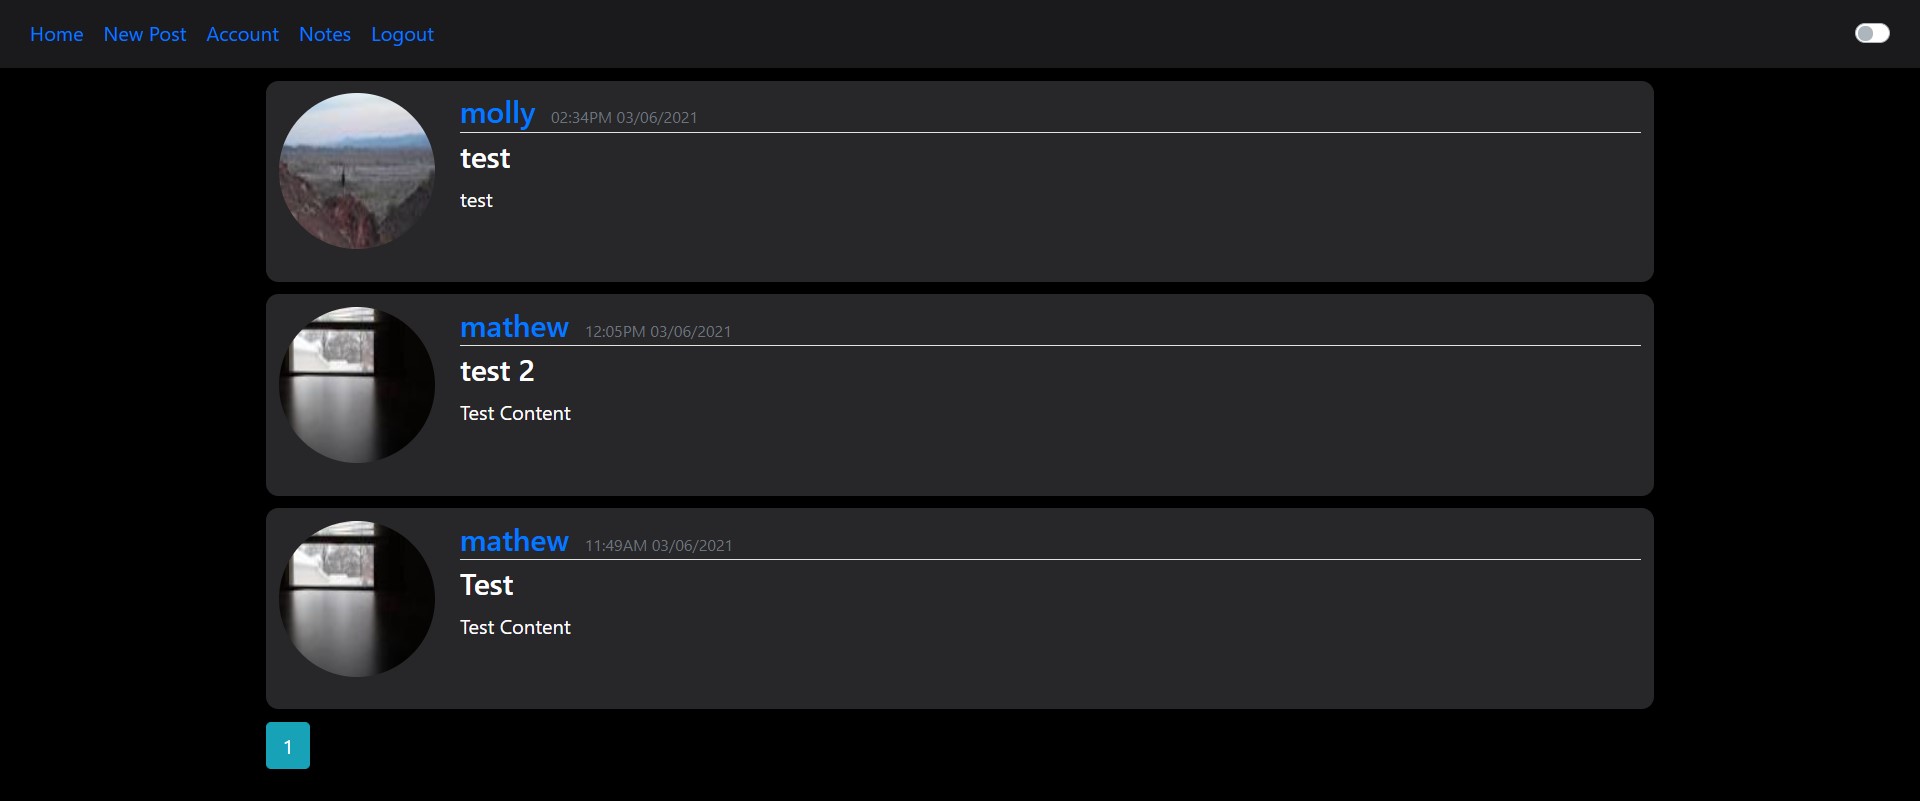 Home New Post Account Notes Logout
molly 02:34PM 03/06/2021
test
test
mathew 12:05PM 03/06/2021
test 2
Test Content
mathew 11:49AM 03/06/2021
Test
Test Content
1